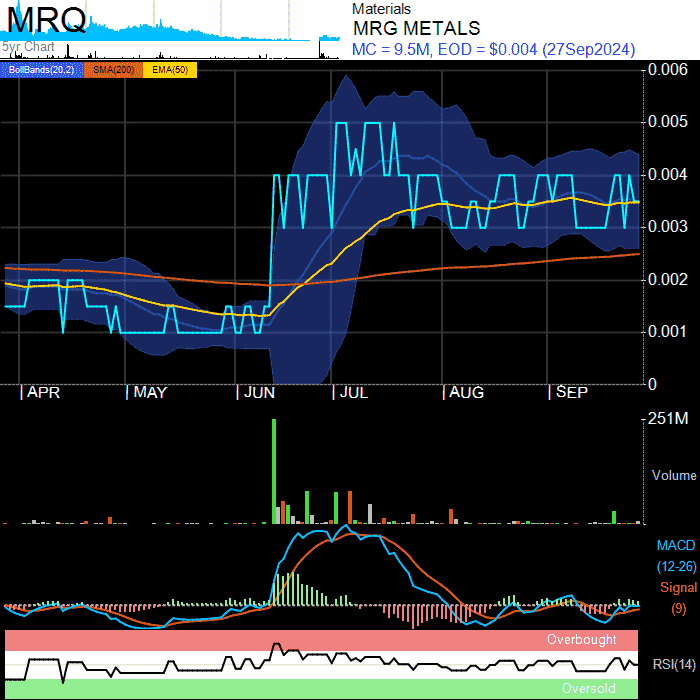 MRQ
5yr Chart
Materials
MRG METALS
MC = 9.5M, EOD = $0.004 (27Sep2024)
BollBands(20,2) SMA(200) EMA(50)
0.006
0.005
0.004
0.003
0.002
0.001
0
APR MAY JUN JUL AUG SEP
251M
Volume
MACD
(12-26)
Signal
(9)
Overbought
RSI(14)
Oversold